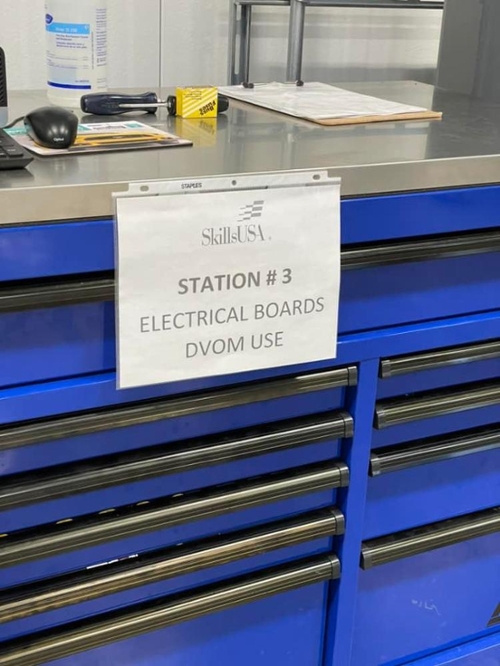 STAPLES
SkillsUSA
STATION # 3
ELECTRICAL BOARDS
DVOM USE